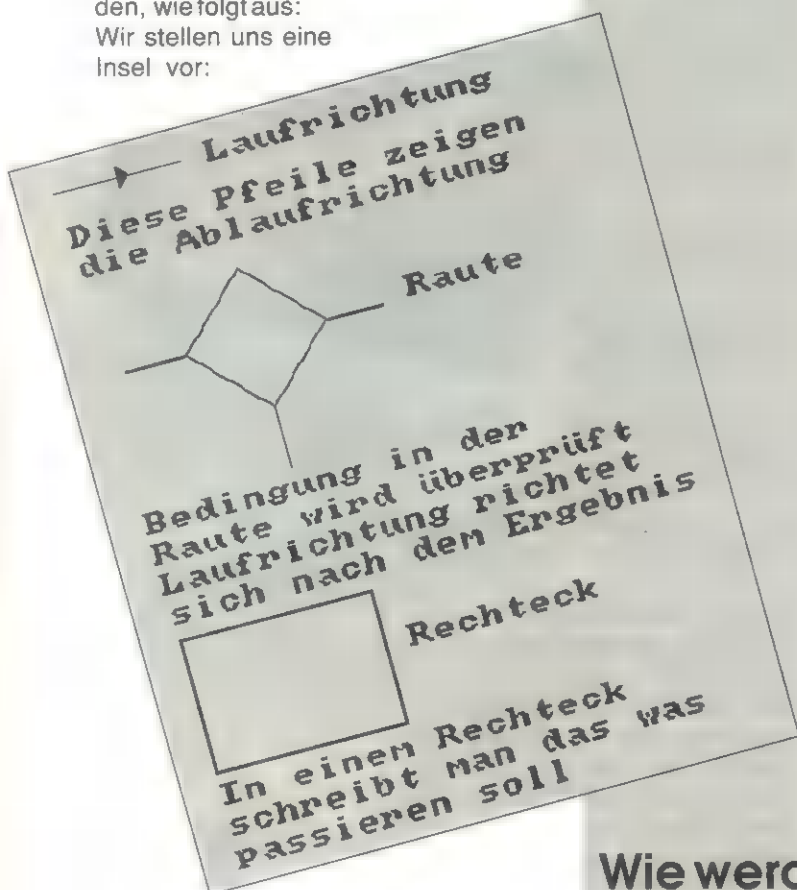 den, wie folgt aus:
Wir stellen uns eine
Insel vor:
Laufrichtung
Diese Pfeile zeigen
die Ablaufrichtung
Raute
Bedingung in der
Raute wird überprüft
Laufrichtung richtet
sich nach dem Ergebnis
Rechteck
In einem Rechteck
schreibt man das was
passieren soll
Wie werd